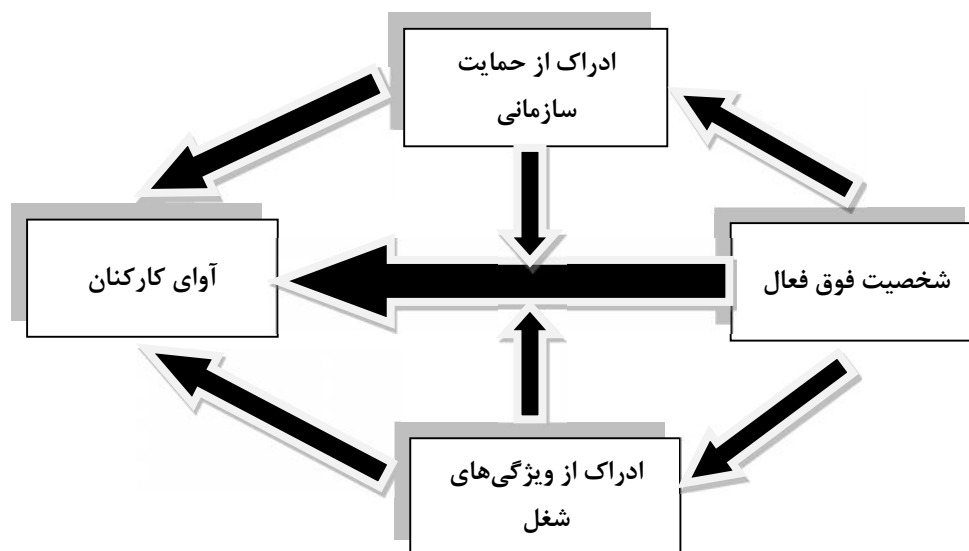 ادراک از حمایت
سازمانی
شخصیت فوق فعال
آوای کارکنان
ادراک از ویژگی‌های
شغل